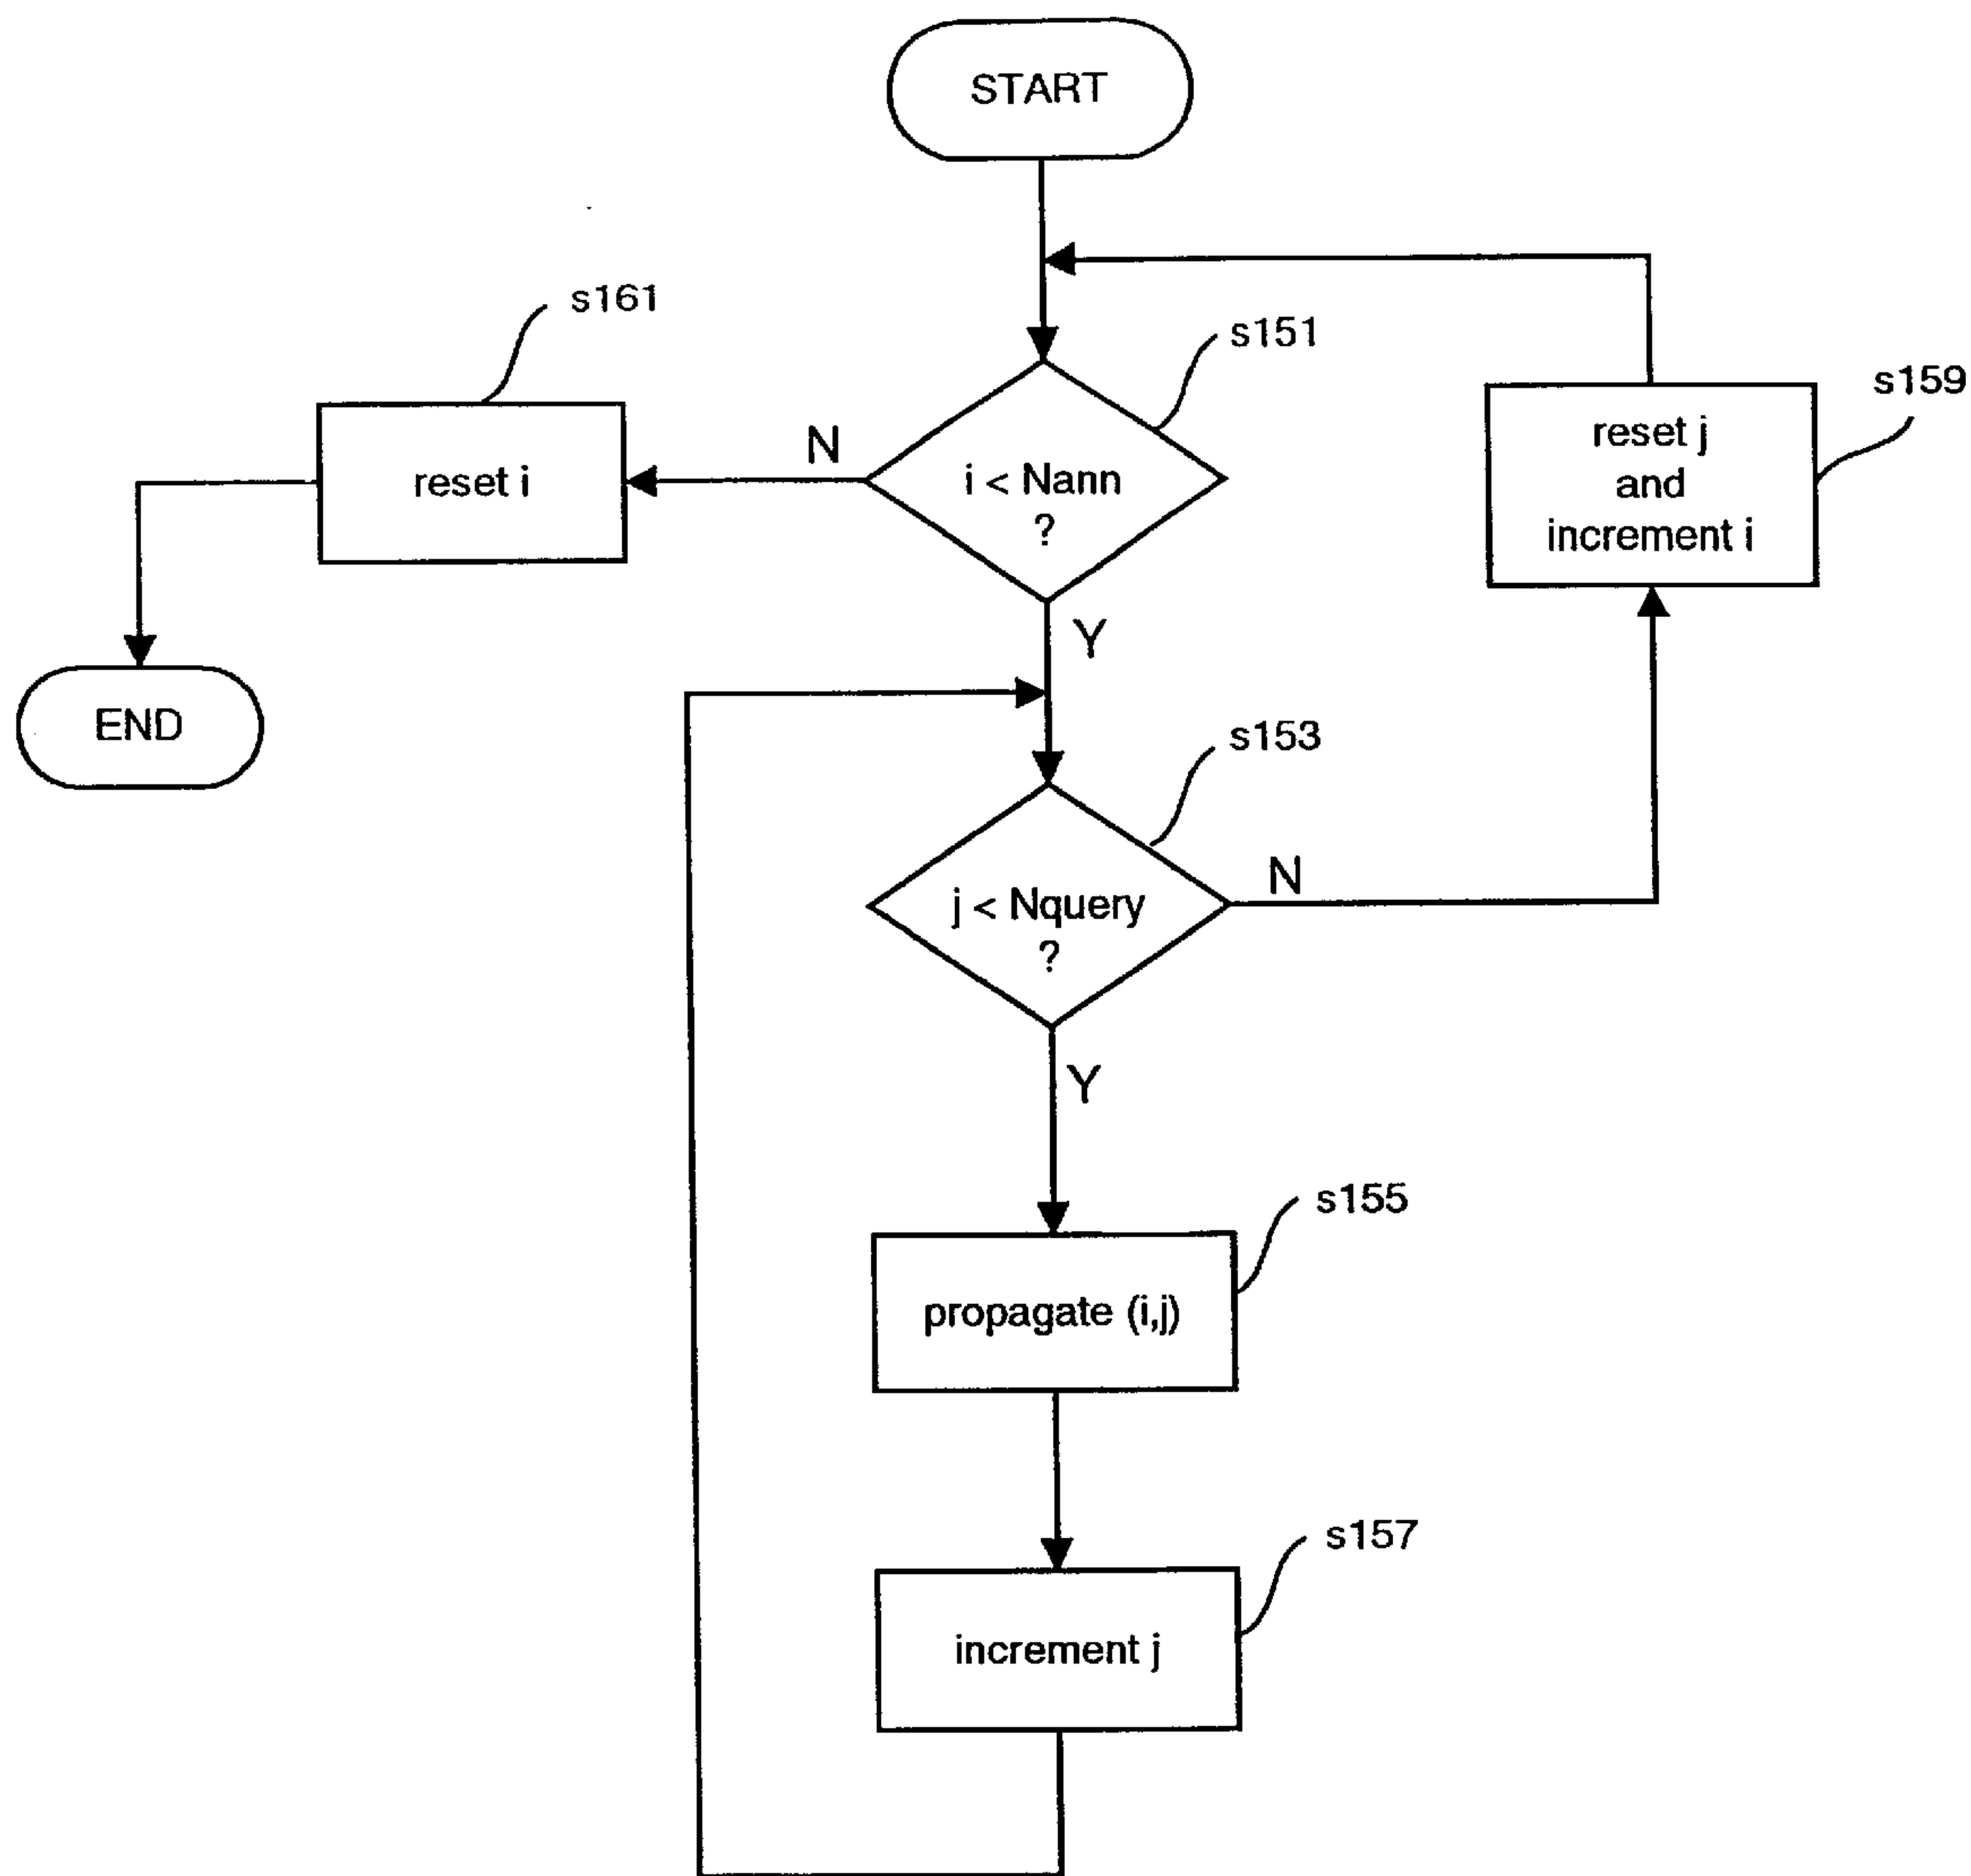 START
s161
s151
s159
reset j
and
increment i
N
reset i
i < Nann
?
Y
END
s153
N
j < Nquery
?
Y
s155
propagate (i,j)
s157
increment j